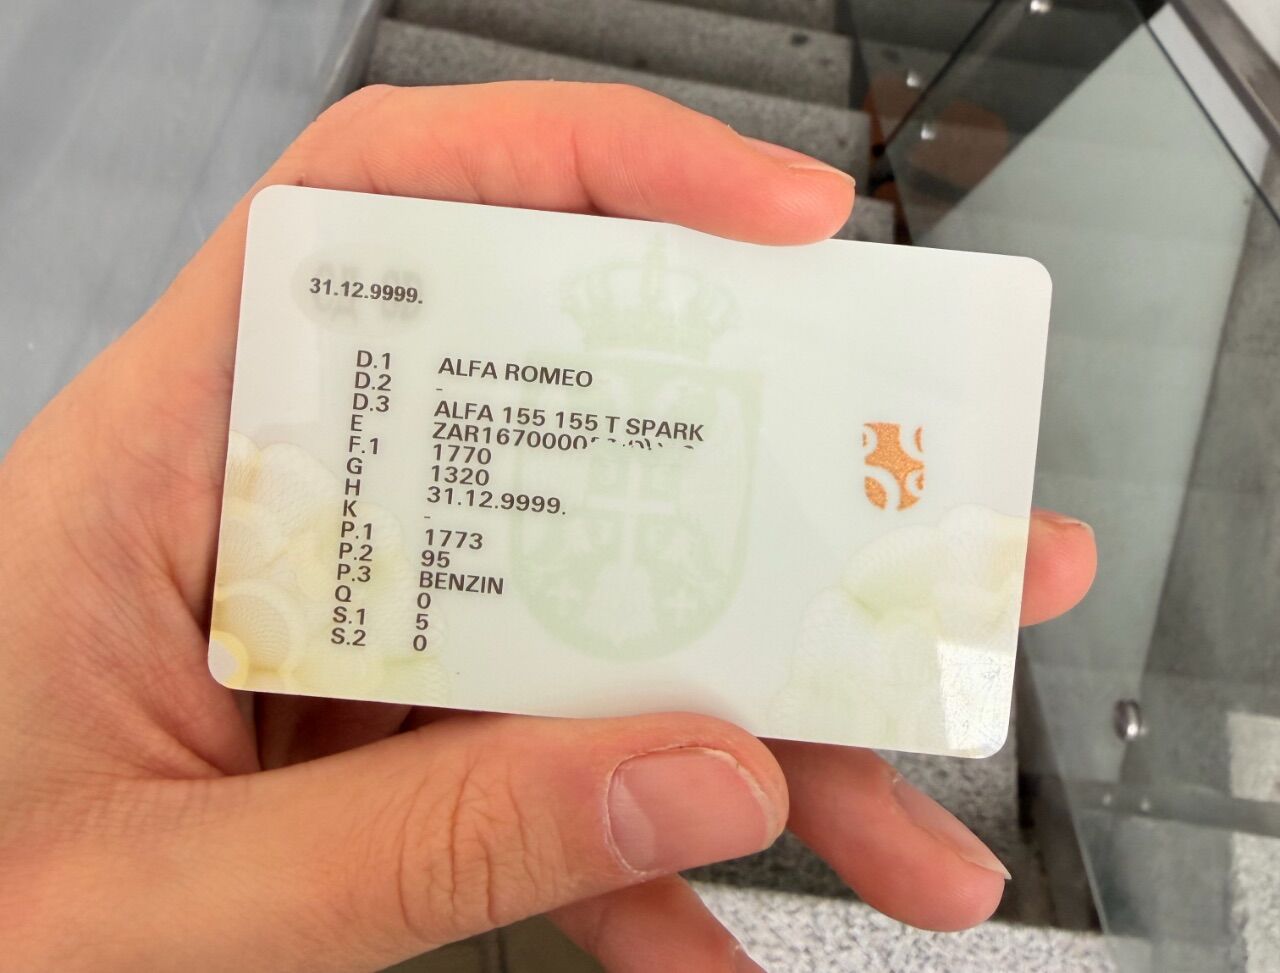 31.12.9999.
D.1 ALFA ROMEO
D.2 -
D.3 ALFA 155 155 T SPARK
E
F.1 1770
G 1320
H 31.12.9999.
K -
P.1 1773
P.2 95
P.3 BENZIN
Q 0
S.1 5
S.2 0